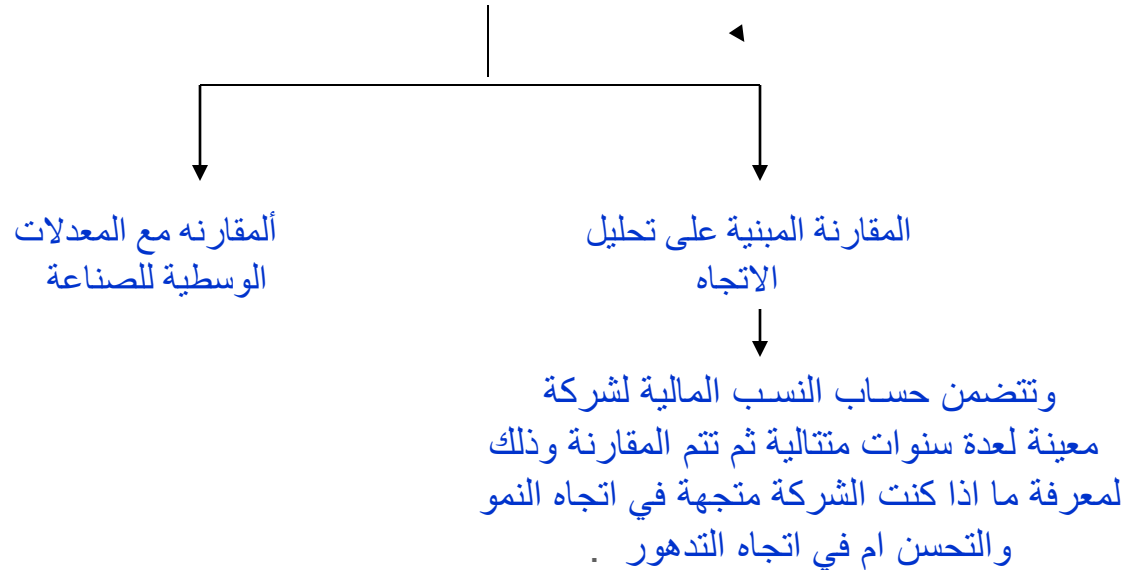 المقارنة المبنية على تحليل
الاتجاه
ألمقارنه مع المعدلات
الوسطية للصناعة
وتتضمن حساب النسب المالية لشركة
معينة لعدة سنوات متتالية ثم تتم المقارنة وذلك
لمعرفة ما اذا كنت الشركة متجهة في اتجاه النمو
والتحسن ام في اتجاه التدهور .